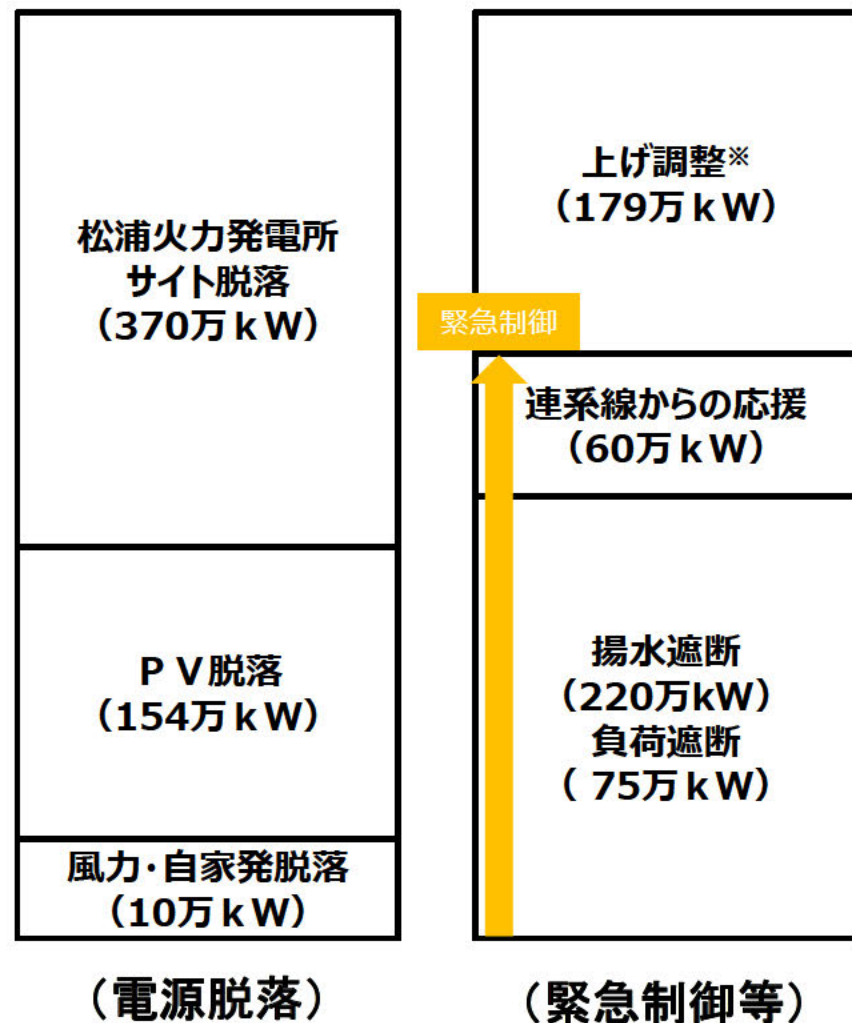 松浦火力発電所
サイト脱落
(370万kW)
PV脱落
(154万kW)
風力・自家発脱落
(10万kW)
(電源脱落)
上げ調整※
(179万kW)
緊急制御
連系線からの応援
(60万kW)
揚水遮断
(220万kW)
負荷遮断
( 75万kW)
(緊急制御等)